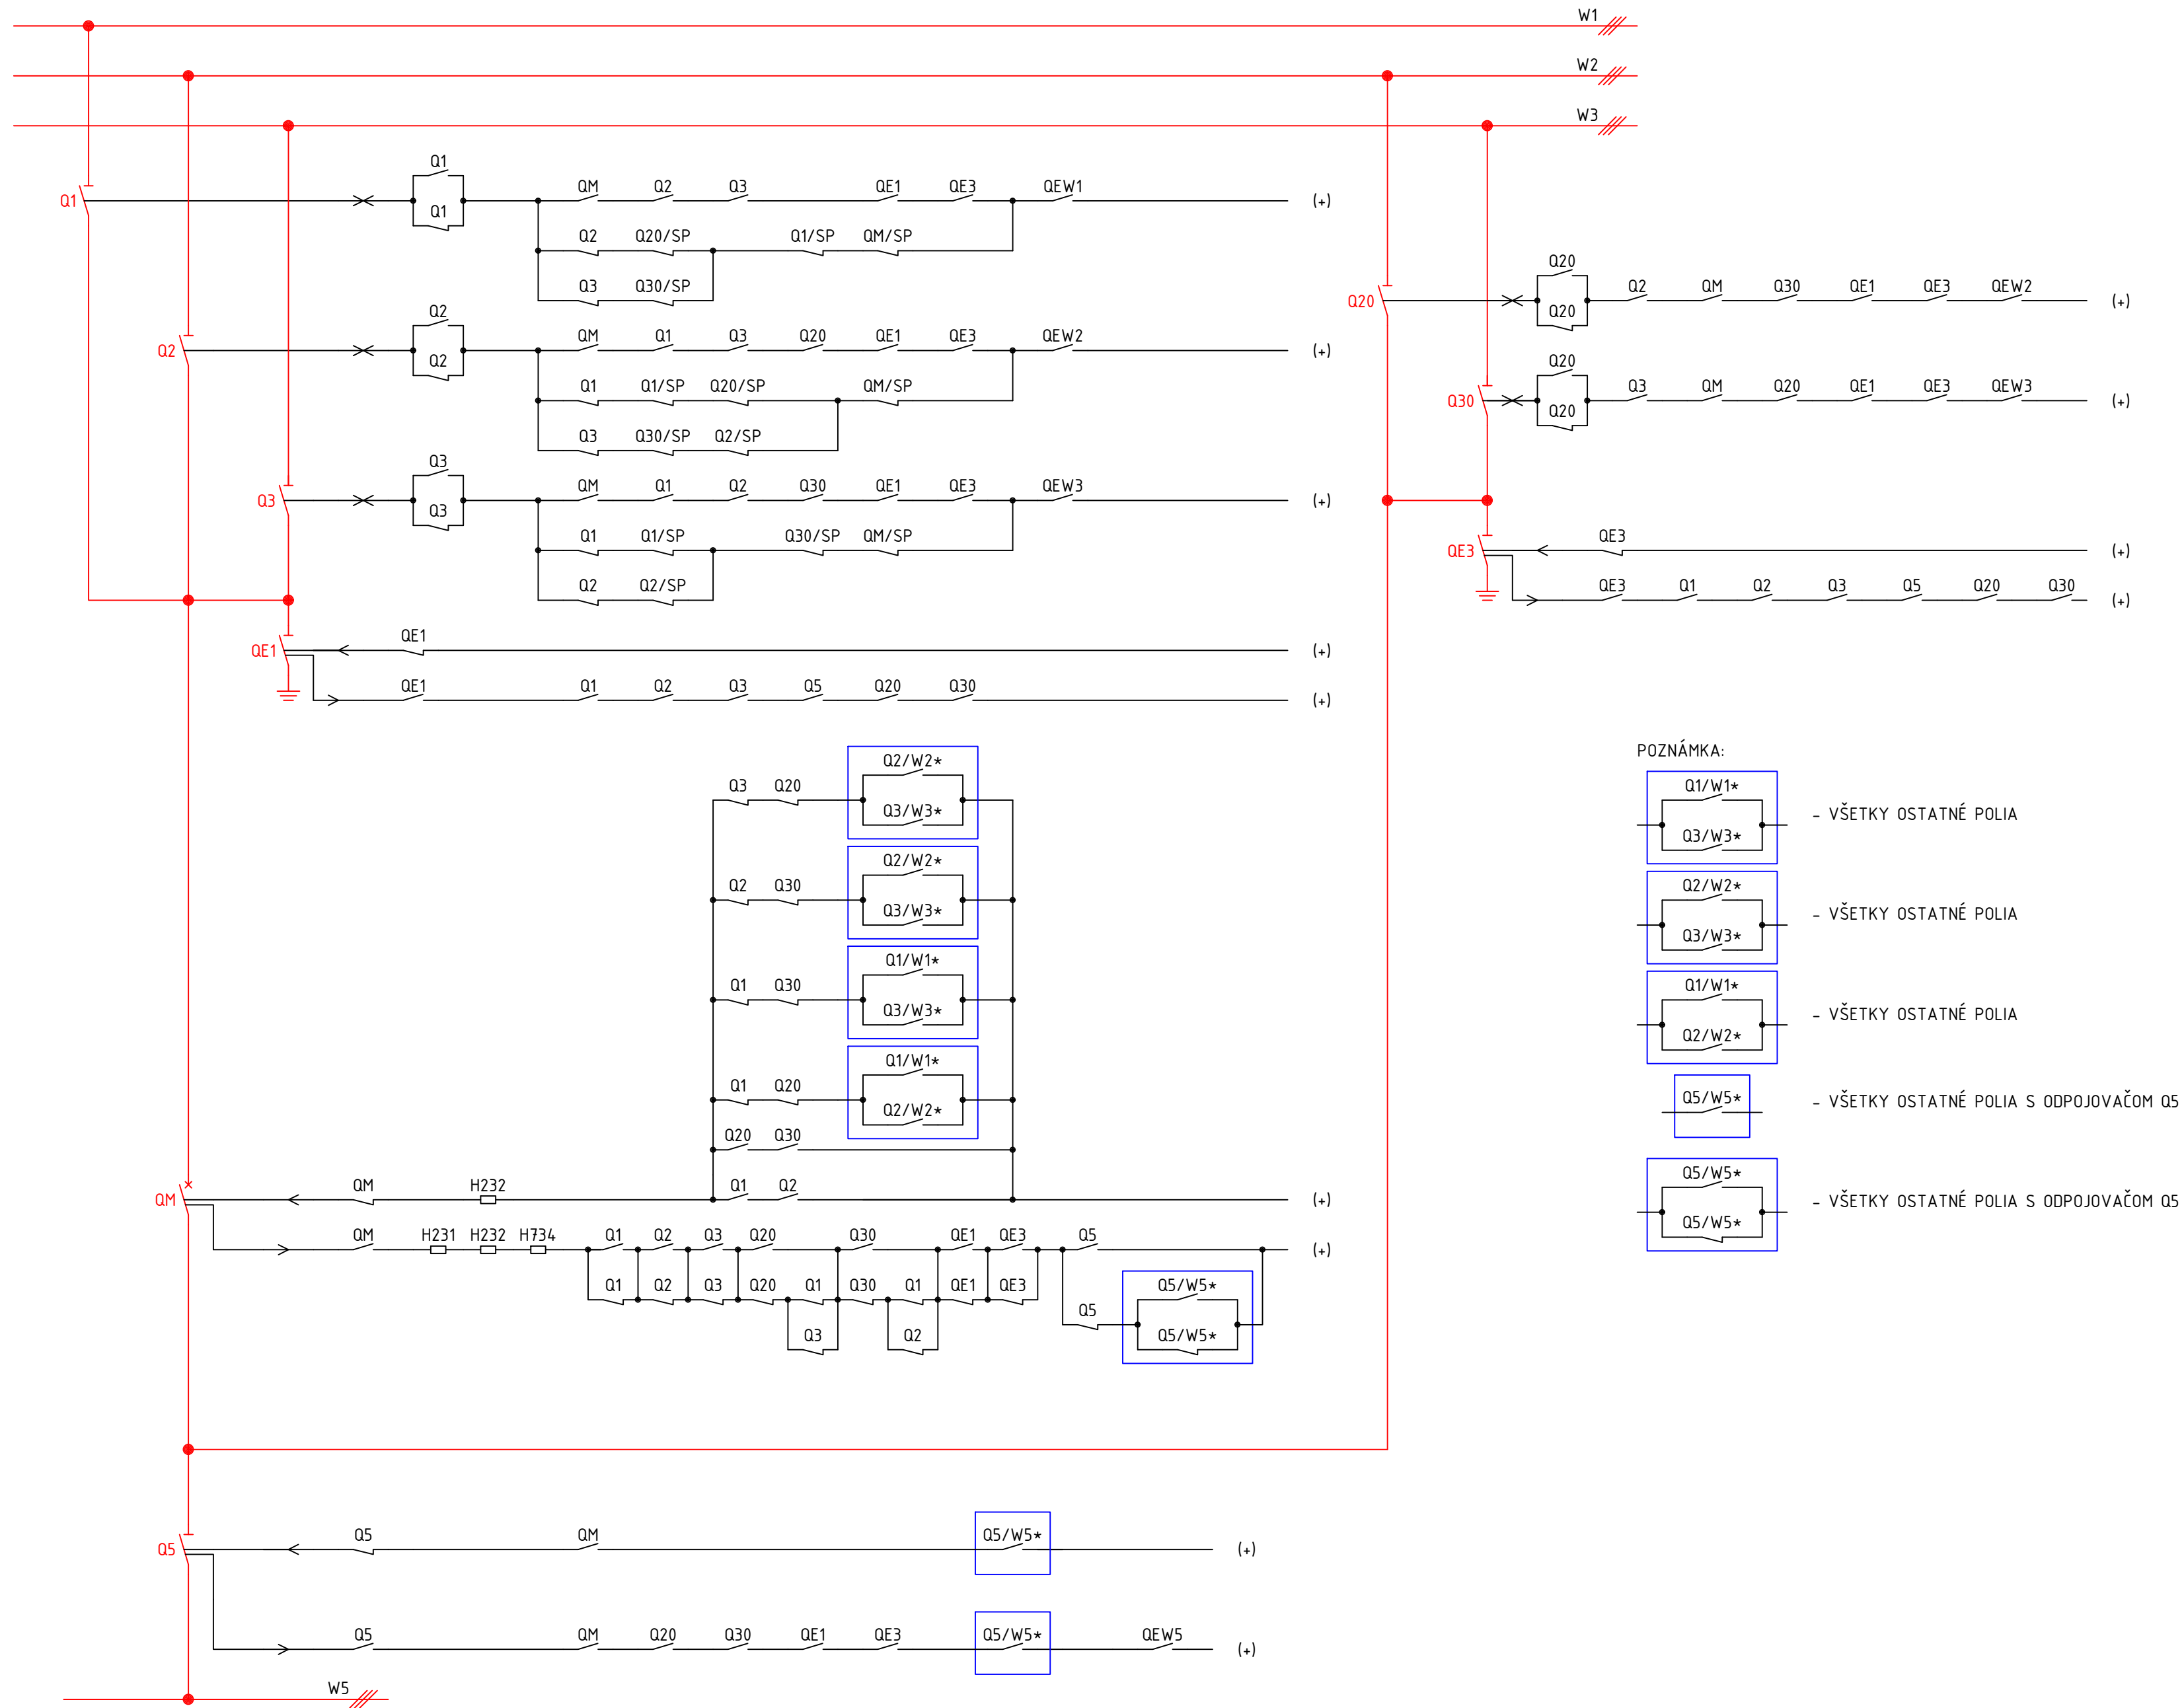 W1
W2
W3
Q1
Q1 QM Q2 Q3 QE1 QE3 QEW1
Q1 (+)
Q1
Q2 Q20/SP Q1/SP QM/SP
Q3 Q30/SP
Q20
Q20 Q2 QM Q30 QE1 QE3 QEW2
Q20 (+)
Q2
Q2 QM Q1 Q3 Q20 QE1 QE3 QEW2
Q2 (+)
Q1 Q1/SP Q20/SP QM/SP
Q3 Q30/SP Q2/SP
Q20
Q30 Q3 QM Q20 QE1 QE3 QEW3
Q20 (+)
Q3
Q3 QM Q1 Q2 Q30 QE1 QE3 QEW3
Q3 (+)
Q1 Q1/SP Q30/SP QM/SP
Q2 Q2/SP
QE3 QE3 (+)
QE3 Q1 Q2 Q3 Q5 Q20 Q30 (+)
QE1 QE1 (+)
QE1 Q1 Q2 Q3 Q5 Q20 Q30 (+)
Q2/W2*
Q3 Q20
Q3/W3*
Q2/W2*
Q2 Q30
Q3/W3*
Q1/W1*
Q1 Q30
Q3/W3*
Q1/W1*
Q1 Q20
Q2/W2*
Q20 Q30
QM QM H232 Q1 Q2 (+)
QM H231 H232 H734 Q1 Q2 Q3 Q20 Q30 QE1 QE3 Q5 (+)
Q1 Q2 Q3 Q20 Q1 Q30 Q1 QE1 QE3 Q5/W5*
Q5
Q3 Q2 Q5/W5*
POZNÁMKA:
Q1/W1*
- VŠETKY OSTATNÉ POLIA
Q3/W3*
Q2/W2*
- VŠETKY OSTATNÉ POLIA
Q3/W3*
Q1/W1*
- VŠETKY OSTATNÉ POLIA
Q2/W2*
Q5/W5* - VŠETKY OSTATNÉ POLIA S ODPOJOVAČOM Q5
Q5/W5*
- VŠETKY OSTATNÉ POLIA S ODPOJOVAČOM Q5
Q5/W5*
Q5 Q5 QM Q5/W5* (+)
Q5 QM Q20 Q30 QE1 QE3 Q5/W5* QEW5 (+)
W5